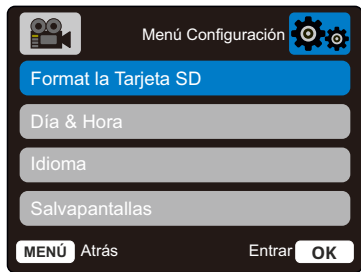 Menú Configuración
Format la Tarjeta SD
Día & Hora
Idioma
Salvapantallas
MENÚ Atrás Entrar OK